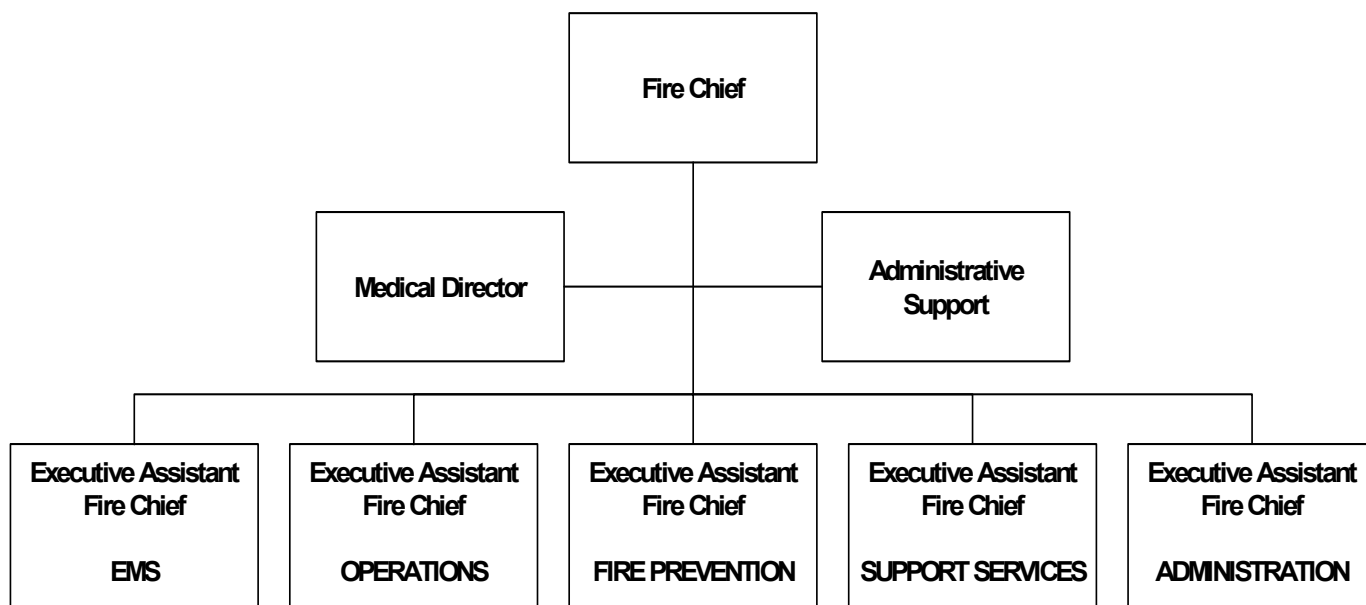 Fire Chief
Medical Director
Administrative
Support
Executive Assistant
Fire Chief
EMS
Executive Assistant
Fire Chief
OPERATIONS
Executive Assistant
Fire Chief
FIRE PREVENTION
Executive Assistant
Fire Chief
SUPPORT SERVICES
Executive Assistant
Fire Chief
ADMINISTRATION